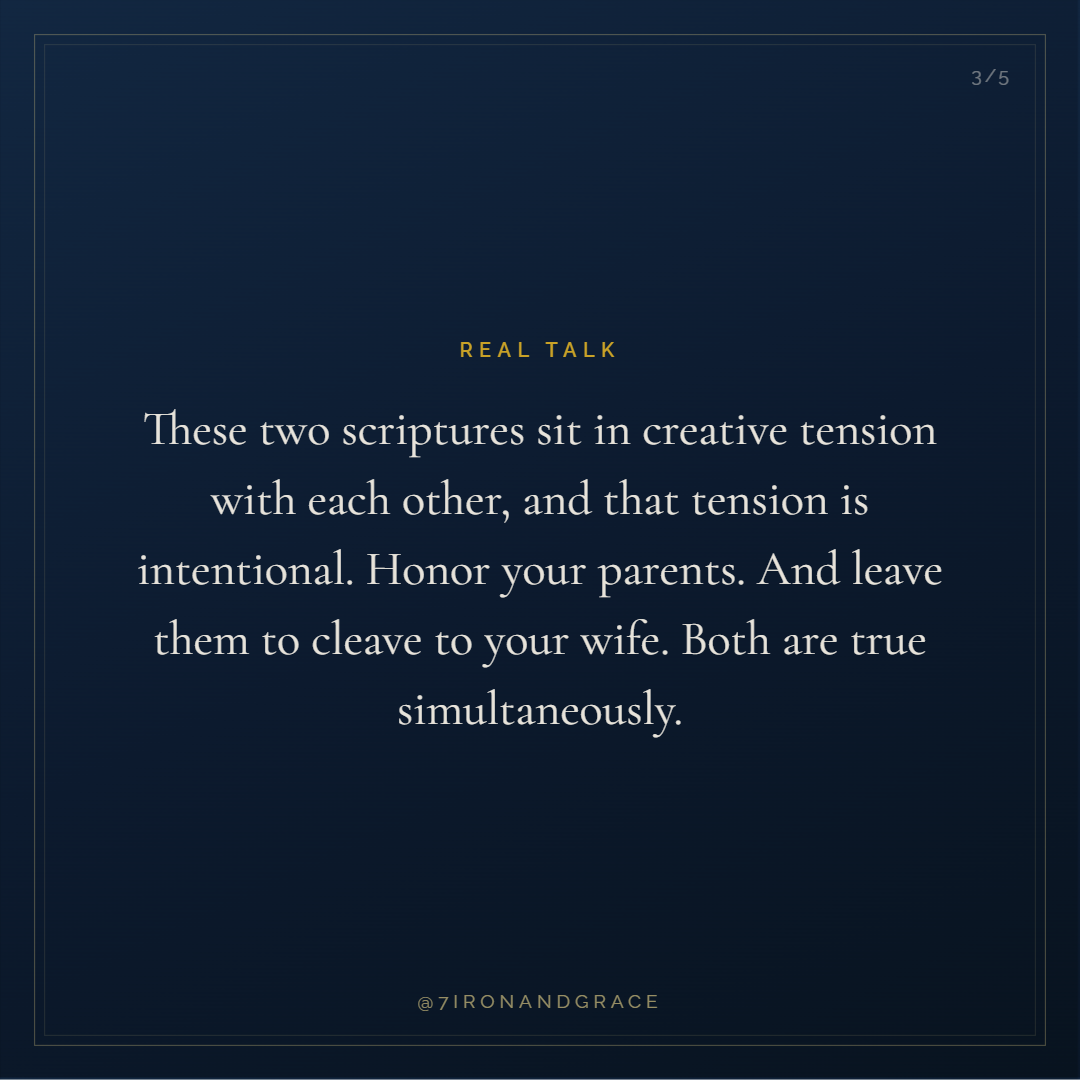 3/5
REAL TALK
These two scriptures sit in creative tension
with each other, and that tension is
intentional. Honor your parents. And leave
them to cleave to your wife. Both are true
simultaneously.
@7IRONANDGRACE